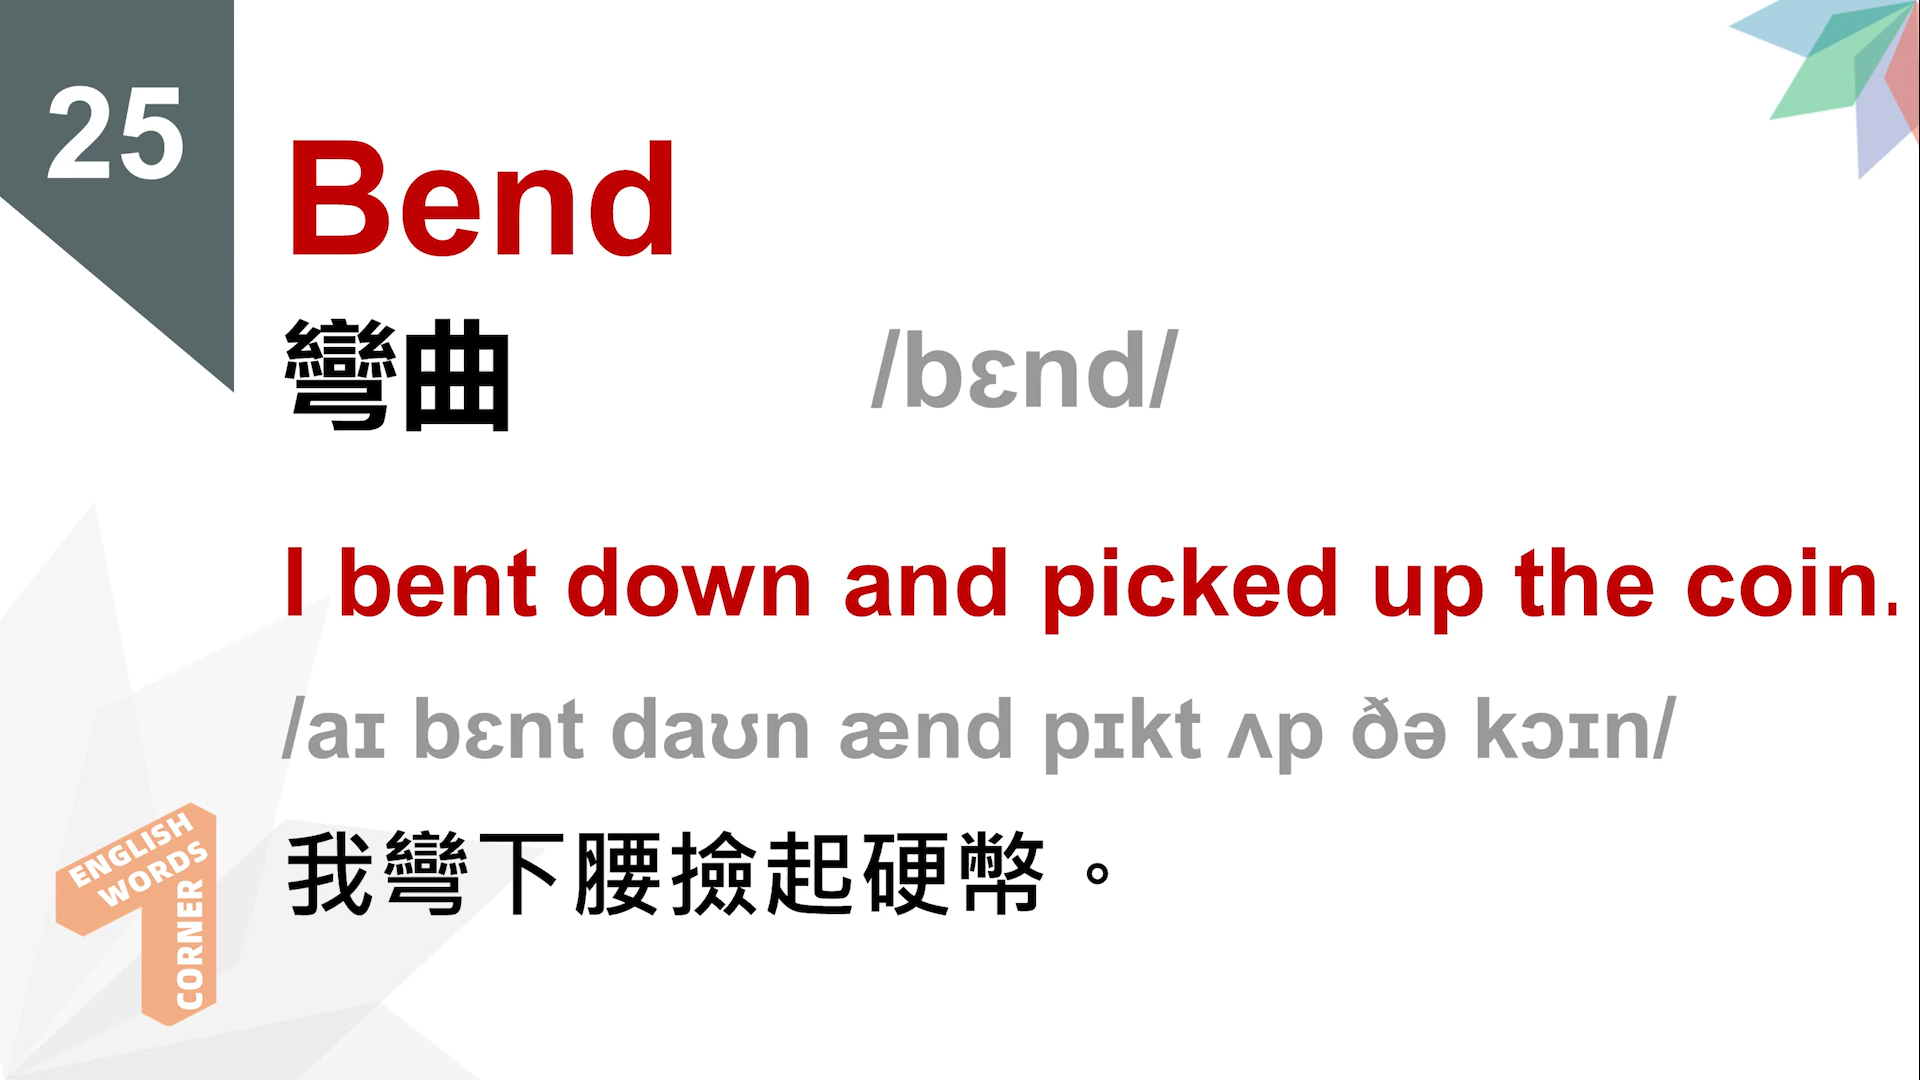 25
Bend
彎曲
/bɛnd/
I bent down and picked up the coin.
/aɪ bɛnt daʊn ænd pɪkt ʌp ðə kɔɪn/
我彎下腰撿起硬幣。
ENGLISH
WORDS
CORNER